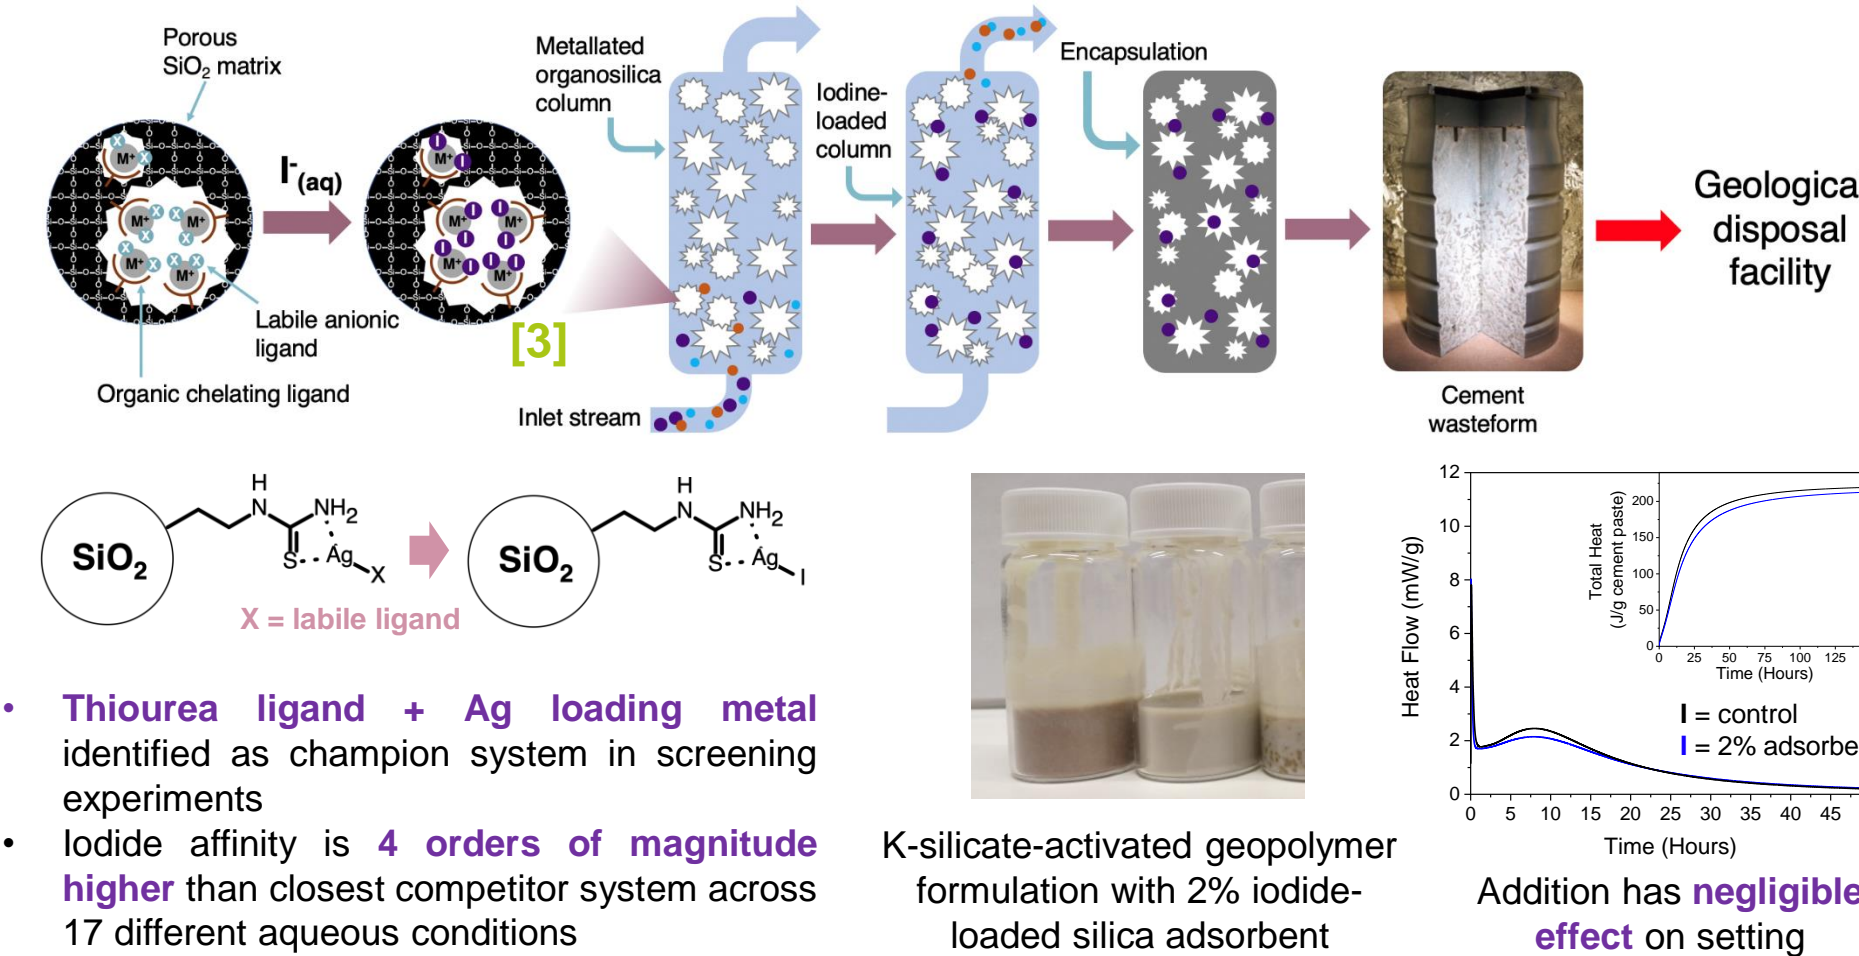 Porous
SiO₂ matrix
Metallated
organosilica
column
Iodine-
loaded
column
Encapsulation
I⁻(aq)
M⁺
M⁺
M⁺
M⁺
M⁺
X
X
X
X
X
X
X
X
X
X
M⁺
M⁺
M⁺
M⁺
M⁺
I
I
I
I
I
I
I
I
I
I
[3]
Labile anionic
ligand
Organic chelating ligand
Inlet stream
Cement
wasteform
Geologica
disposal
facility
SiO₂
H
N
NH₂
S
Ag
X
X = labile ligand
SiO₂
H
N
NH₂
S
Ag
I
• Thiourea ligand + Ag loading metal
identified as champion system in screening
experiments
• Iodide affinity is 4 orders of magnitude
higher than closest competitor system across
17 different aqueous conditions
K-silicate-activated geopolymer
formulation with 2% iodide-
loaded silica adsorbent
Heat Flow (mW/g)
12
10
8
6
4
2
0
0 5 10 15 20 25 30 35 40 45
Time (Hours)
Total Heat
(J/g cement paste)
200
150
100
50
0
0 25 50 75 100 125
Time (Hours)
I = control
I = 2% adsorbe
Addition has negligible
effect on setting